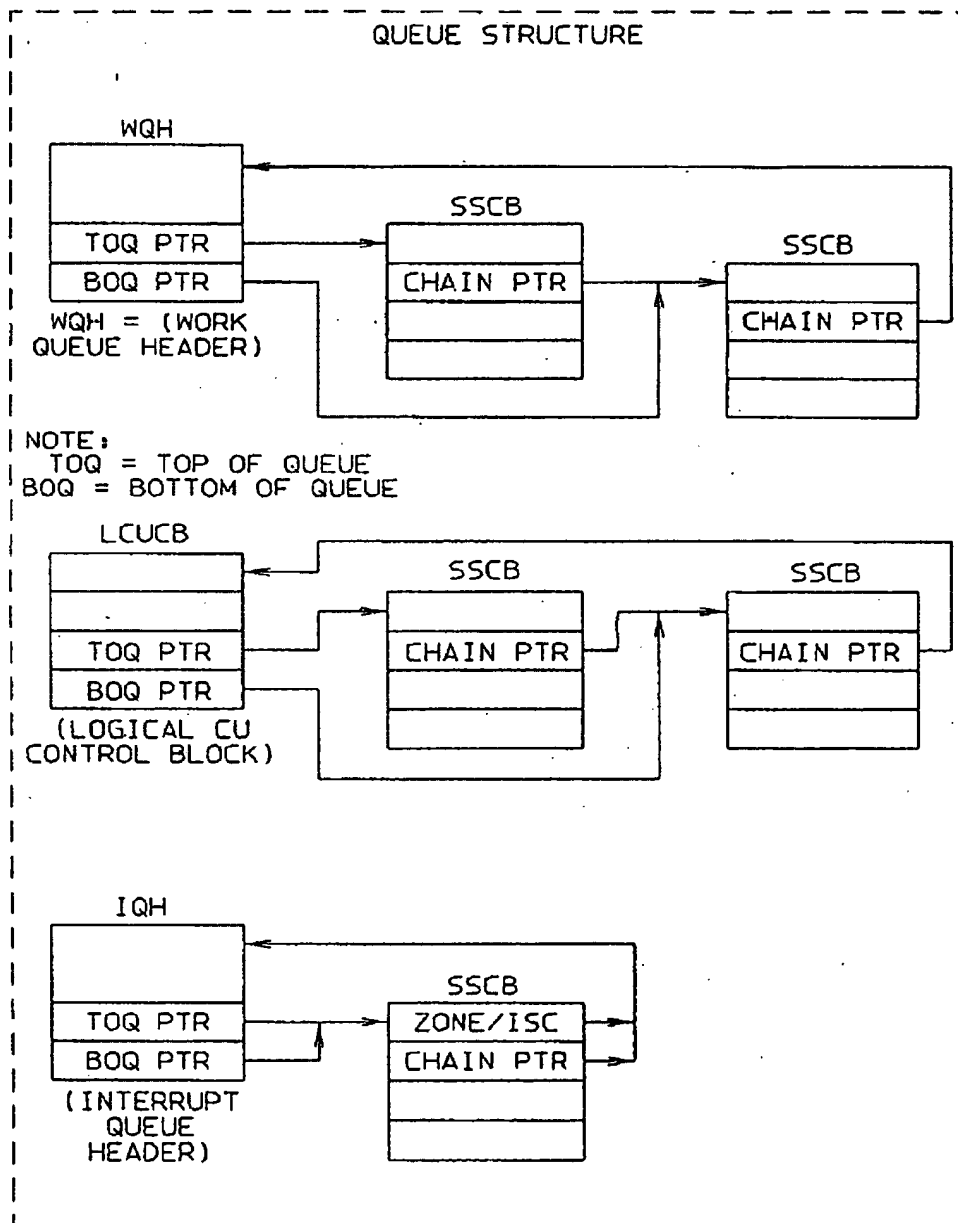 QUEUE STRUCTURE
WQH
TOQ PTR
BOQ PTR
WQH = (WORK
QUEUE HEADER)
SSCB
CHAIN PTR
SSCB
CHAIN PTR
NOTE:
TOQ = TOP OF QUEUE
BOQ = BOTTOM OF QUEUE
LCUCB
TOQ PTR
BOQ PTR
(LOGICAL CU
CONTROL BLOCK)
SSCB
CHAIN PTR
SSCB
CHAIN PTR
IQH
TOQ PTR
BOQ PTR
(INTERRUPT
QUEUE
HEADER)
SSCB
ZONE/ISC
CHAIN PTR